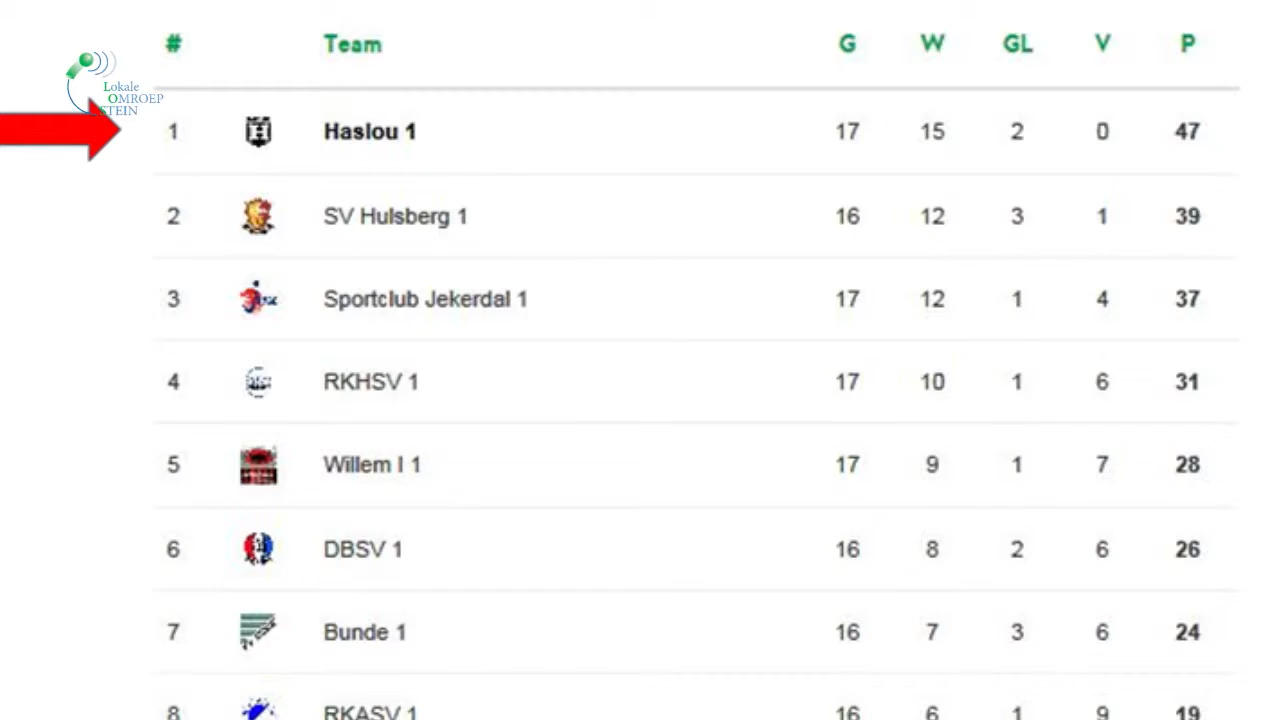 # Team G W GL V P
Lokale
OMROEP
STEIN
1 Haslou 1 17 15 2 0 47
2 SV Hulsberg 1 16 12 3 1 39
3 Sportclub Jekerdal 1 17 12 1 4 37
4 RKHSV 1 17 10 1 6 31
5 Willem I 1 17 9 1 7 28
6 DBSV 1 16 8 2 6 26
7 Bunde 1 16 7 3 6 24
8 RKASV 1 16 6 1 9 19